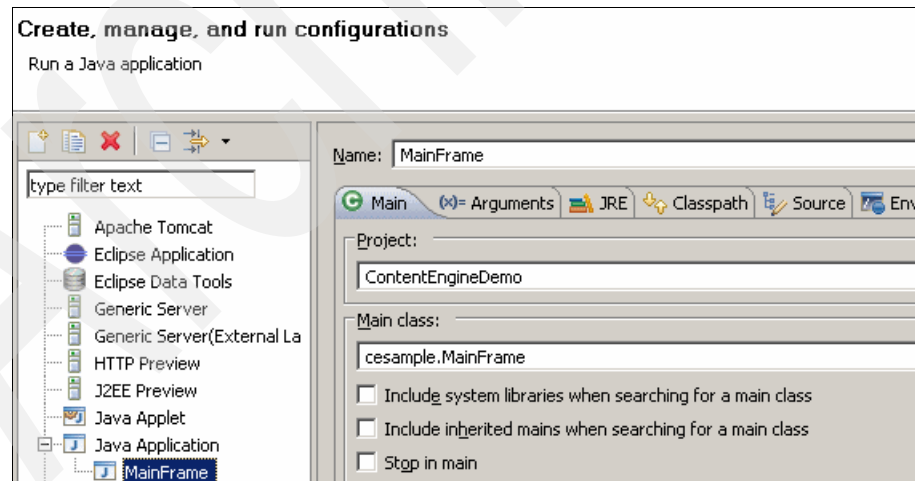 Create, manage, and run configurations
Run a Java application
type filter text
Apache Tomcat
Eclipse Application
Eclipse Data Tools
Generic Server
Generic Server(External La
HTTP Preview
J2EE Preview
Java Applet
Java Application
MainFrame
Name: MainFrame
Main (x)= Arguments JRE Classpath Source Env
Project:
ContentEngineDemo
Main class:
cesample.MainFrame
Include system libraries when searching for a main class
Include inherited mains when searching for a main class
Stop in main